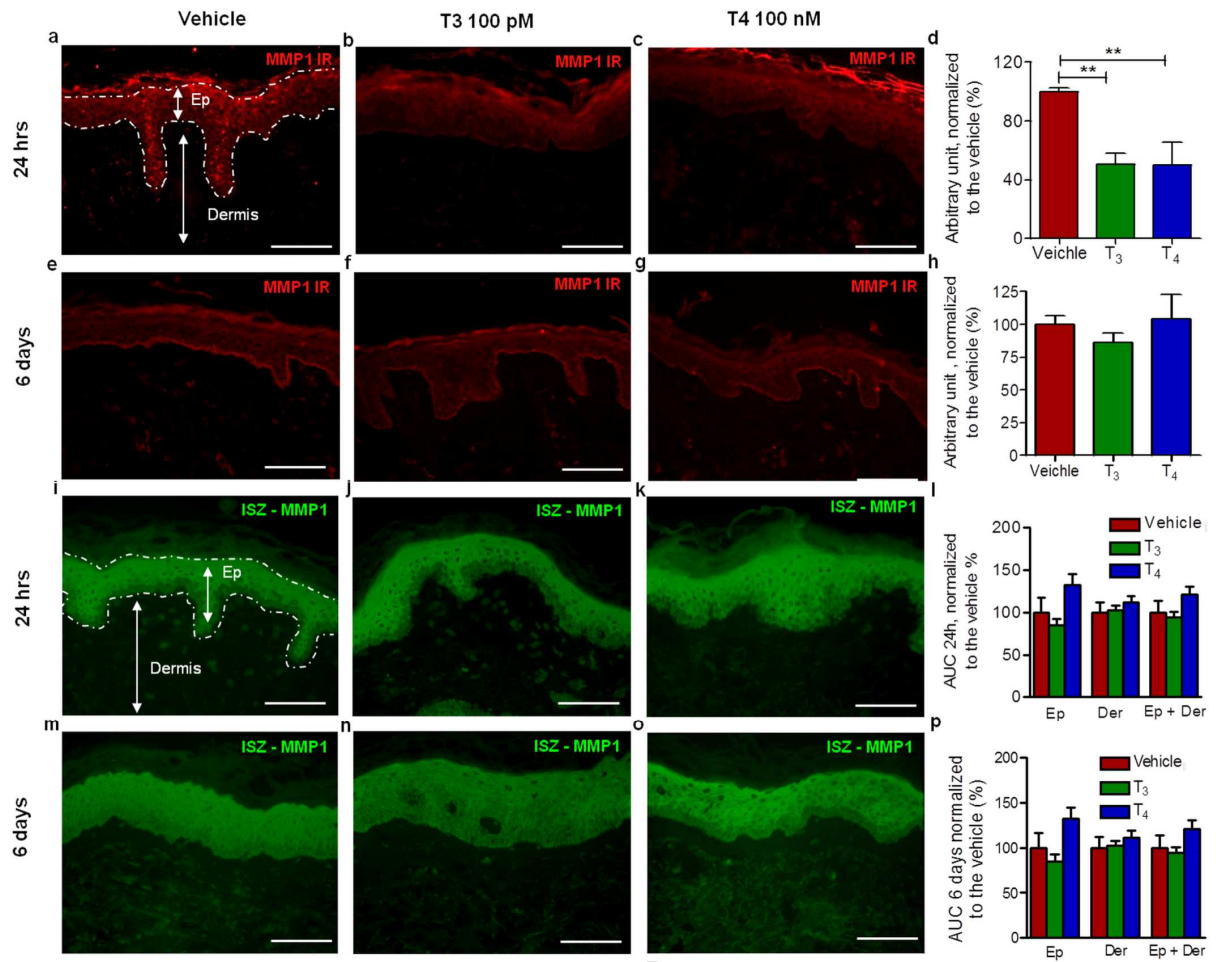 Vehicle
T3 100 pM
T4 100 nM
24 hrs
a
MMP1 IR
Ep
Dermis
b
MMP1 IR
c
MMP1 IR
d
Arbitrary unit, normalized
to the vehicle (%)
120
80
40
0
**
**
Veichle
T3
T4
6 days
e
MMP1 IR
f
MMP1 IR
g
MMP1 IR
h
Arbitrary unit , normalized
to the vehicle (%)
125
100
75
50
25
0
Veichle
T3
T4
24 hrs
i
ISZ - MMP1
Ep
Dermis
j
ISZ - MMP1
k
ISZ - MMP1
l
AUC 24h, normalized
to the vehicle %
200
150
100
50
0
Vehicle
T3
T4
Ep
Der
Ep + Der
6 days
m
ISZ - MMP1
n
ISZ - MMP1
o
ISZ - MMP1
p
AUC 6 days normalized
to the vehicle (%)
200
150
100
50
0
Vehicle
T3
T4
Ep
Der
Ep + Der